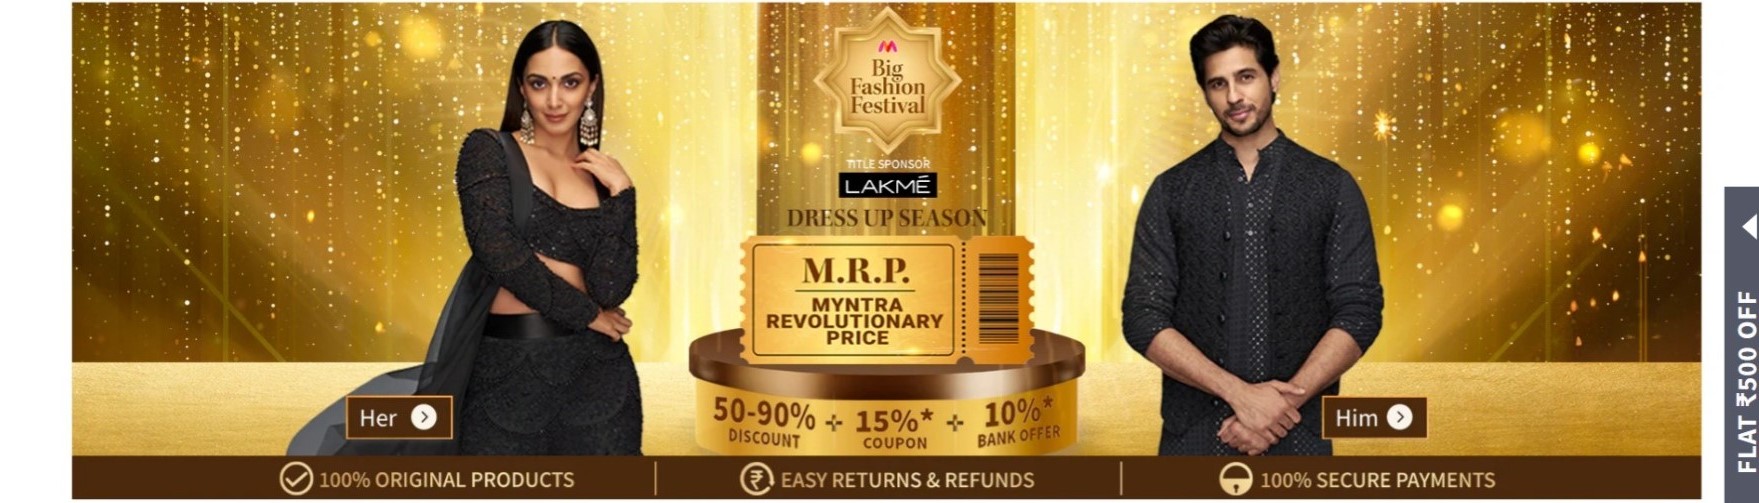 Big
Fashion
Festival
TITLE SPONSOR
LAKMÉ
DRESS UP SEASON
M.R.P.
MYNTRA
REVOLUTIONARY
PRICE
50-90% + 15%* + 10%*
DISCOUNT COUPON BANK OFFER
Her
Him
100% ORIGINAL PRODUCTS
EASY RETURNS & REFUNDS
100% SECURE PAYMENTS
FLAT ₹500 OFF